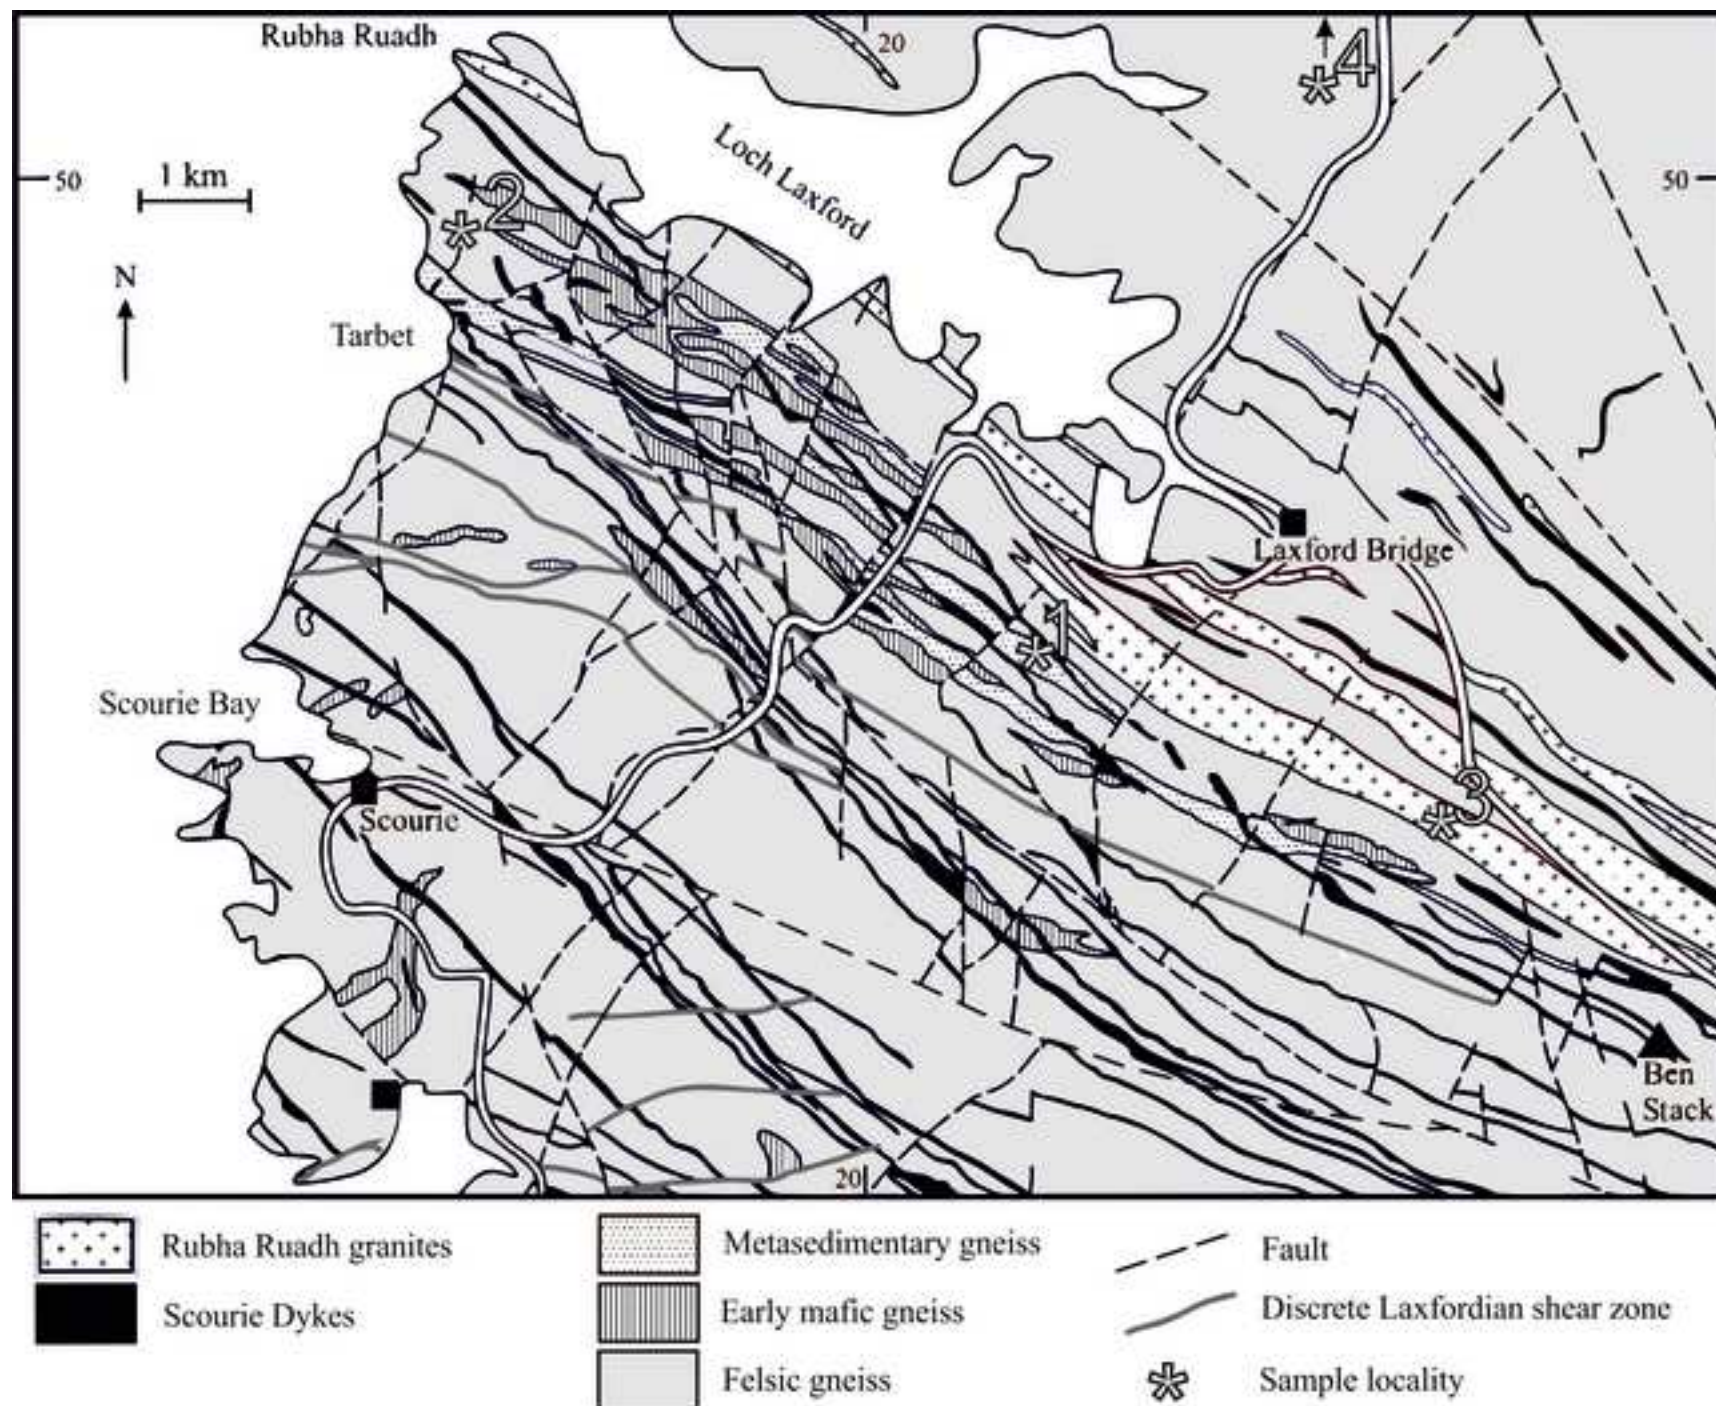 Rubha Ruadh
20
4
Loch Laxford
50
1 km
50
2
N
Tarbet
Laxford Bridge
1
Scourie Bay
3
Scourie
Ben
Stack
20
Rubha Ruadh granites
Metasedimentary gneiss
Fault
Scourie Dykes
Early mafic gneiss
Discrete Laxfordian shear zone
Felsic gneiss
Sample locality